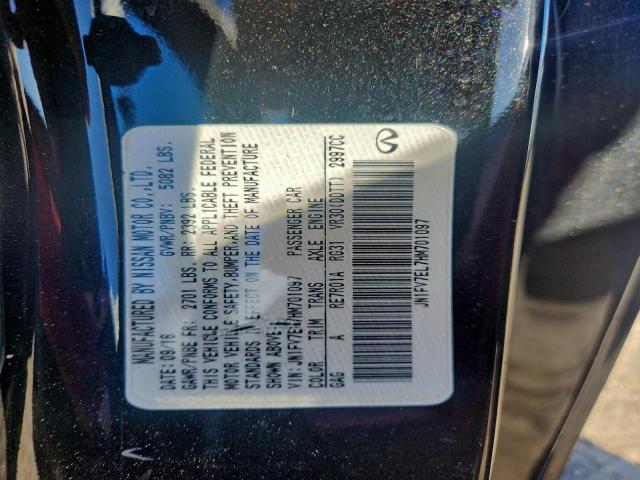 MANUFACTURED BY NISSAN MOTOR CO.,LTD.
DATE: 09/16 GVWR/PNBV: 5082 LBS.
GAWR/PNBE FR: 2701 LBS. RR: 2392 LBS.
THIS VEHICLE CONFORMS TO ALL APPLICABLE FEDERAL
MOTOR VEHICLE SAFETY,BUMPER,AND THEFT PREVENTION
STANDARDS IN EFFECT ON THE DATE OF MANUFACTURE
SHOWN ABOVE.
VIN: JN1FV7EL7HM701097 PASSENGER CAR
COLOR TRIM TRANS AXLE ENGINE
GAG A RE7R01A RG31 VR30(DDTT) 2997CC
JN1FV7EL7HM701097